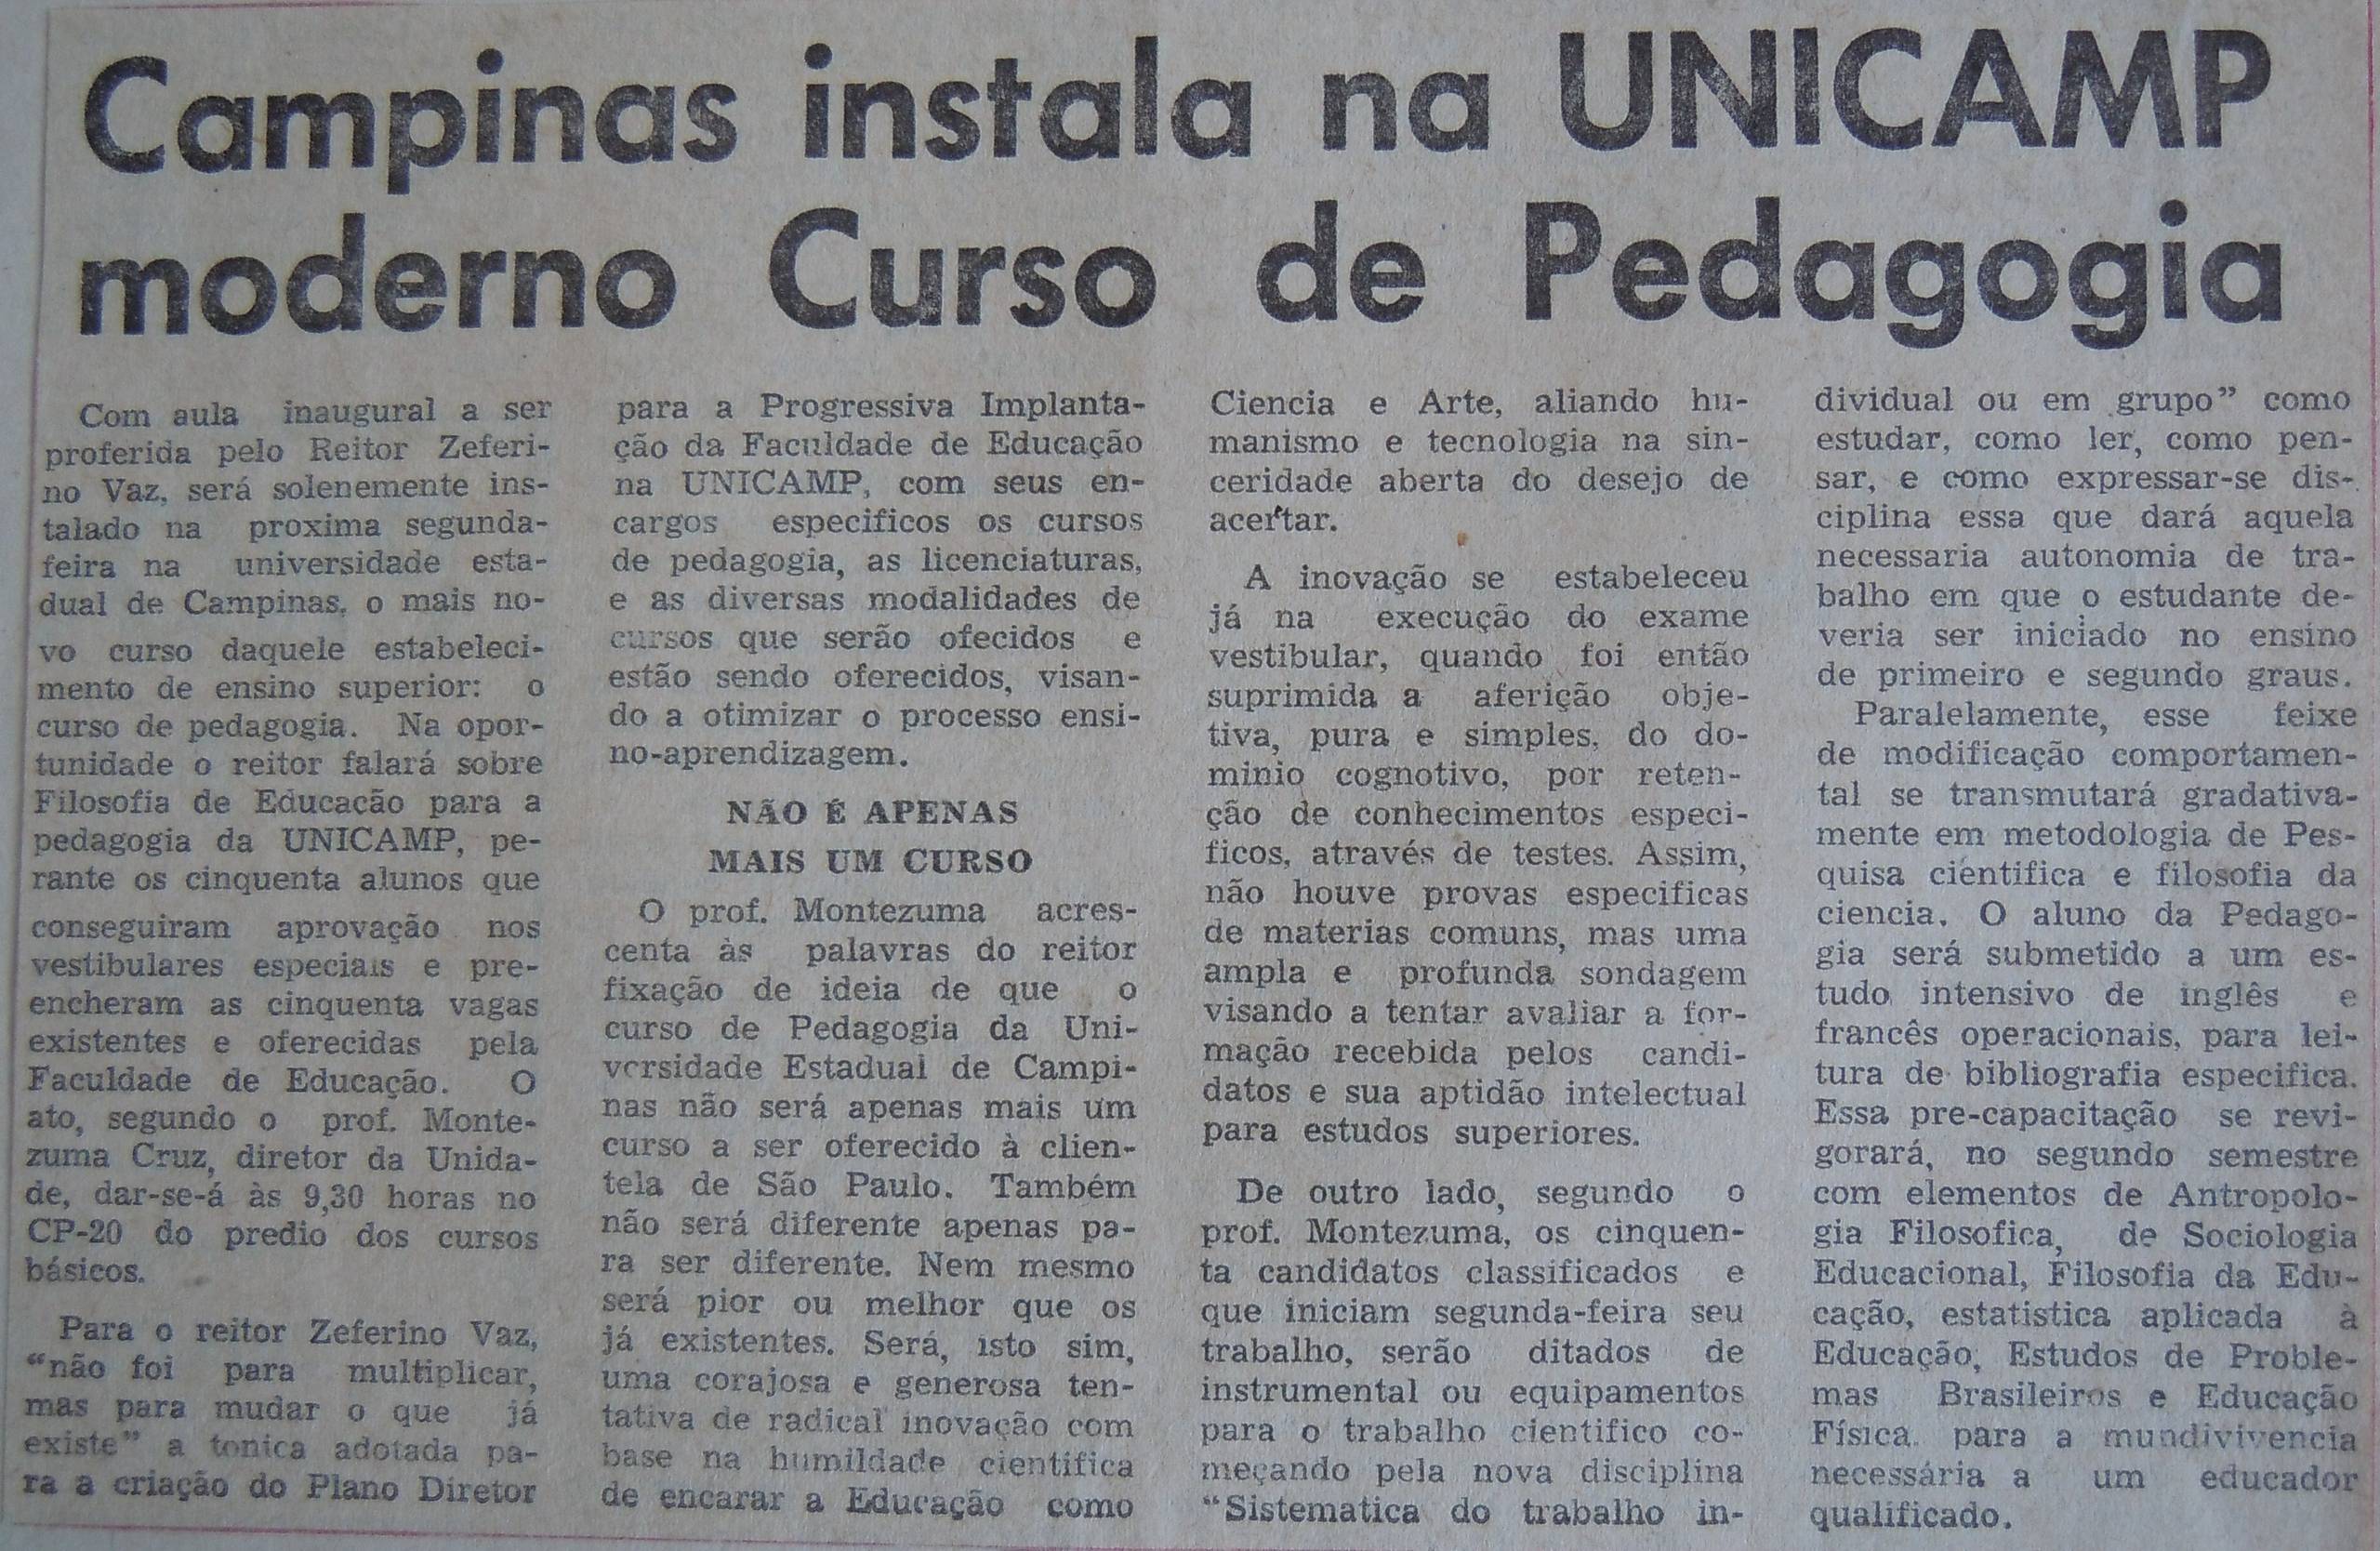 Campinas instala na UNICAMP
moderno Curso de Pedagogia
Com aula inaugural a ser
proferida pelo Reitor Zeferi-
no Vaz, será solenemente ins-
talado na proxima segunda-
feira na universidade esta-
dual de Campinas, o mais no-
vo curso daquele estabeleci-
mento de ensino superior: o
curso de pedagogia. Na opor-
tunidade o reitor falará sobre
Filosofia de Educacão para a
pedagogia da UNICAMP, pe-
rante os cinquenta alunos que
conseguiram aprovação nos
vestibulares especiais e pre-
encheram as cinquenta vagas
existentes e oferecidas pela
Faculdade de Educação. O
ato, segundo o prof. Monte-
zuma Cruz, diretor da Unida-
de, dar-se-á às 9,30 horas no
CP-20 do predio dos cursos
básicos.
Para o reitor Zeferino Vaz,
“não foi para multiplicar,
mas para mudar o que já
existe” a tonica adotada pa-
ra a criação do Plano Diretor
para a Progressiva Implanta-
ção da Faculdade de Educação
na UNICAMP, com seus en-
cargos especificos os cursos
de pedagogia, as licenciaturas,
e as diversas modalidades de
cursos que serão ofecidos e
estão sendo oferecidos, visan-
do a otimizar o processo ensi-
no-aprendizagem.
NÃO É APENAS
MAIS UM CURSO
O prof. Montezuma acres-
centa às palavras do reitor
fixação de ideia de que o
curso de Pedagogia da Uni-
versidade Estadual de Campi-
nas não será apenas mais um
curso a ser oferecido à clien-
tela de São Paulo. Também
não será diferente apenas pa-
ra ser diferente. Nem mesmo
será pior ou melhor que os
já existentes. Será, isto sim,
uma corajosa e generosa ten-
tativa de radical inovação com
base na humildade cientifica
de encarar a Educação como
Ciencia e Arte, aliando hu-
manismo e tecnologia na sin-
ceridade aberta do desejo de
acertar.
A inovação se estabeleceu
já na execução do exame
vestibular, quando foi então
suprimida a aferição obje-
tiva, pura e simples, do do-
minio cognotivo, por reten-
ção de conhecimentos especi-
ficos, através de testes. Assim,
não houve provas especificas
de materias comuns, mas uma
ampla e profunda sondagem
visando a tentar avaliar a for-
mação recebida pelos candi-
datos e sua aptidão intelectual
para estudos superiores.
De outro lado, segundo o
prof. Montezuma, os cinquen-
ta candidatos classificados e
que iniciam segunda-feira seu
trabalho, serão ditados de
instrumental ou equipamentos
para o trabalho cientifico co-
meçando pela nova disciplina
“Sistematica do trabalho in-
dividual ou em grupo” como
estudar, como ler, como pen-
sar, e como expressar-se dis-
ciplina essa que dará aquela
necessaria autonomia de tra-
balho em que o estudante de-
veria ser iniciado no ensino
de primeiro e segundo graus.
Paralelamente, esse feixe
de modificação comportamen-
tal se transmutará gradativa-
mente em metodologia de Pes-
quisa cientifica e filosofia da
ciencia. O aluno da Pedago-
gia será submetido a um es-
tudo intensivo de inglês e
francês operacionais, para lei-
tura de bibliografia especifica.
Essa pre-capacitação se revi-
gorará, no segundo semestre
com elementos de Antropolo-
gia Filosofica, de Sociologia
Educacional, Filosofia da Edu-
cação, estatistica aplicada à
Educação, Estudos de Proble-
mas Brasileiros e Educação
Física para a mundivivencia
necessária a um educador
qualificado.